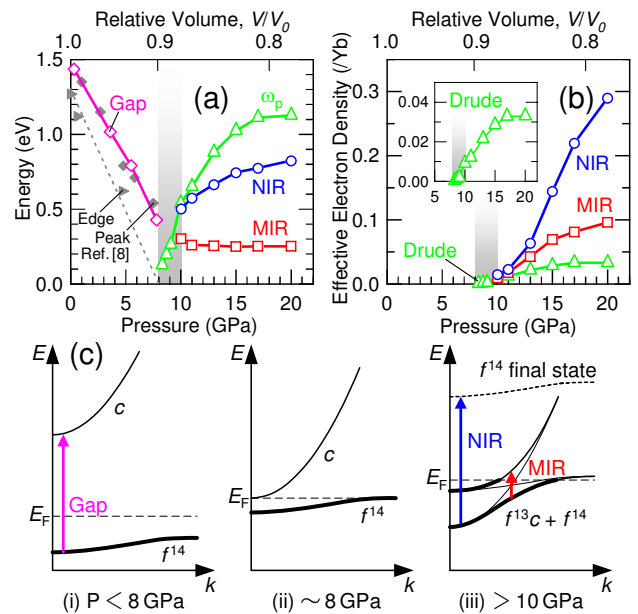 Relative Volume, V/V0
1.0 0.9 0.8
Energy (eV)
1.5
1.0
0.5
0.0
Gap
(a)
ωp
NIR
MIR
Edge
Peak
Ref. [8]
0 5 10 15 20
Pressure (GPa)
Relative Volume, V/V0
1.0 0.9 0.8
Effective Electron Density (/Yb)
0.3
0.2
0.1
0.0
(b)
Drude
0.04
0.02
0.00
5 10 15 20
NIR
MIR
Drude
0 5 10 15 20
Pressure (GPa)
(c)
E
c
Gap
EF
f14
k
(i) P < 8 GPa
E
c
EF
f14
k
(ii) ~ 8 GPa
E
f14 final state
NIR
MIR
EF
f13c + f14
k
(iii) > 10 GPa